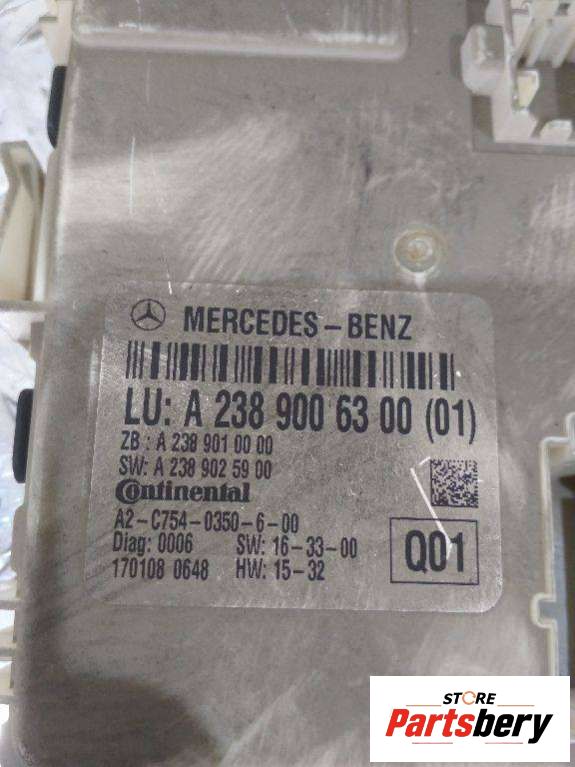 MERCEDES-BENZ
LU: A 238 900 63 00 (01)
ZB : A 238 901 00 00
SW: A 238 902 59 00
Continental
A2-C754-0350-6-00
Diag: 0006 SW: 16-33-00
170108 0648 HW: 15-32
Q01
STORE
Partsbery